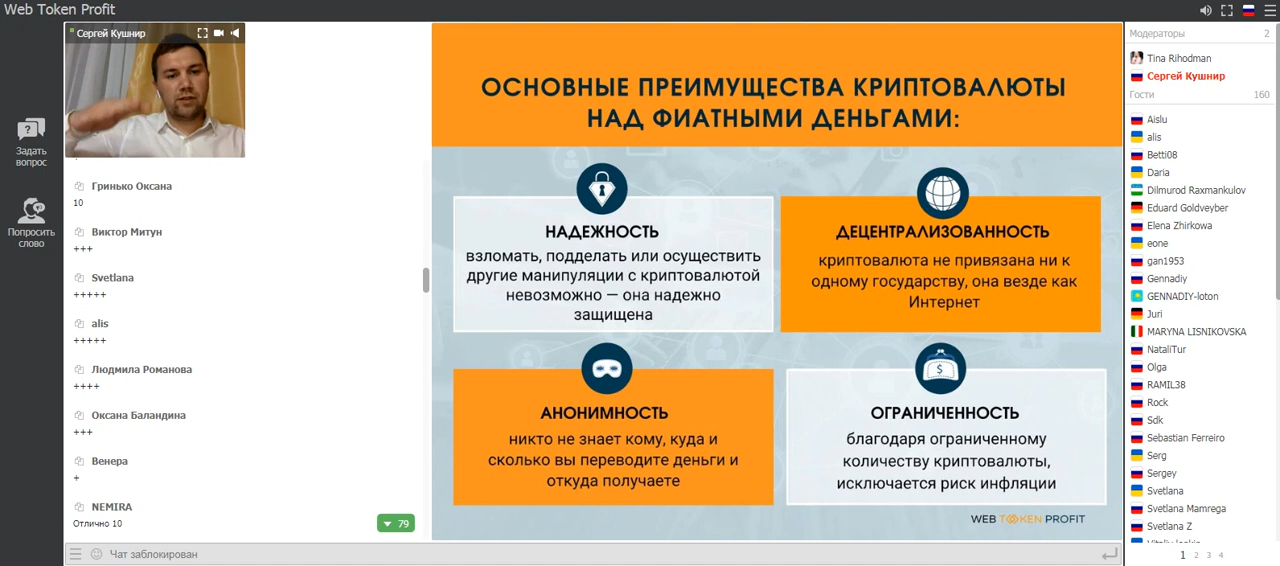 Web Token Profit
Сергей Кушнир
Задать
вопрос
Попросить
слово
Гринько Оксана
10
Виктор Митун
+++
Svetlana
+++++
alis
+++++
Людмила Романова
++++
Оксана Баландина
+++
Венера
+
NEMIRA
Отлично 10
79
Чат заблокирован
ОСНОВНЫЕ ПРЕИМУЩЕСТВА КРИПТОВАЛЮТЫ
НАД ФИАТНЫМИ ДЕНЬГАМИ:
НАДЕЖНОСТЬ
взломать, подделать или осуществить
другие манипуляции с криптовалютой
невозможно — она надежно
защищена
ДЕЦЕНТРАЛИЗОВАННОСТЬ
криптовалюта не привязана ни к
одному государству, она везде как
Интернет
АНОНИМНОСТЬ
никто не знает кому, куда и
сколько вы переводите деньги и
откуда получаете
$
ОГРАНИЧЕННОСТЬ
благодаря ограниченному
количеству криптовалюты,
исключается риск инфляции
WEB TOKEN PROFIT
Модераторы 2
Tina Rihodman
Сергей Кушнир
Гости 160
Aislu
alis
Betti08
Daria
Dilmurod Raxmankulov
Eduard Goldveyber
Elena Zhirkowa
eone
gan1953
Gennadiy
GENNADIY-loton
Juri
MARYNA LISNIKOVSKA
NataliTur
Olga
RAMIL38
Rock
Sdk
Sebastian Ferreiro
Serg
Sergey
Svetlana
Svetlana Mamrega
Svetlana Z
1 2 3 4